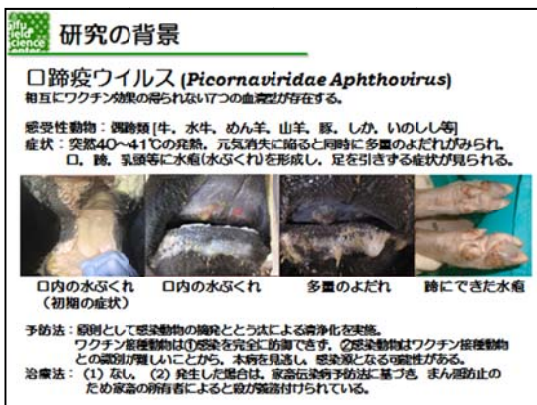 Gifu
field
science
center
研究の背景
口蹄疫ウイルス (Picornaviridae Aphthovirus)
相互にワクチン効果の得られない7つの血清型が存在する。
感受性動物：偶蹄類 [牛、水牛、めん羊、山羊、豚、しか、いのしし等]
症状：突然40～41℃の発熱、元気消失に陥ると同時に多量のよだれがみられ、
口、蹄、乳頭等に水疱(水ぶくれ)を形成し、足を引きずる症状が見られる。
口内の水ぶくれ
（初期の症状）
口内の水ぶくれ
多量のよだれ
蹄にできた水疱
予防法：原則として感染動物の摘発ととう汰による清浄化を実施。
ワクチン接種動物は①感染を完全に防御できず、②感染動物はワクチン接種動物
との識別が難しいことから、本病を見逃し、感染源となる可能性がある。
治療法：（1）なし、（2）発生した場合は、家畜伝染病予防法に基づき、まん延防止の
ため家畜の所有者によると殺が義務付けられている。